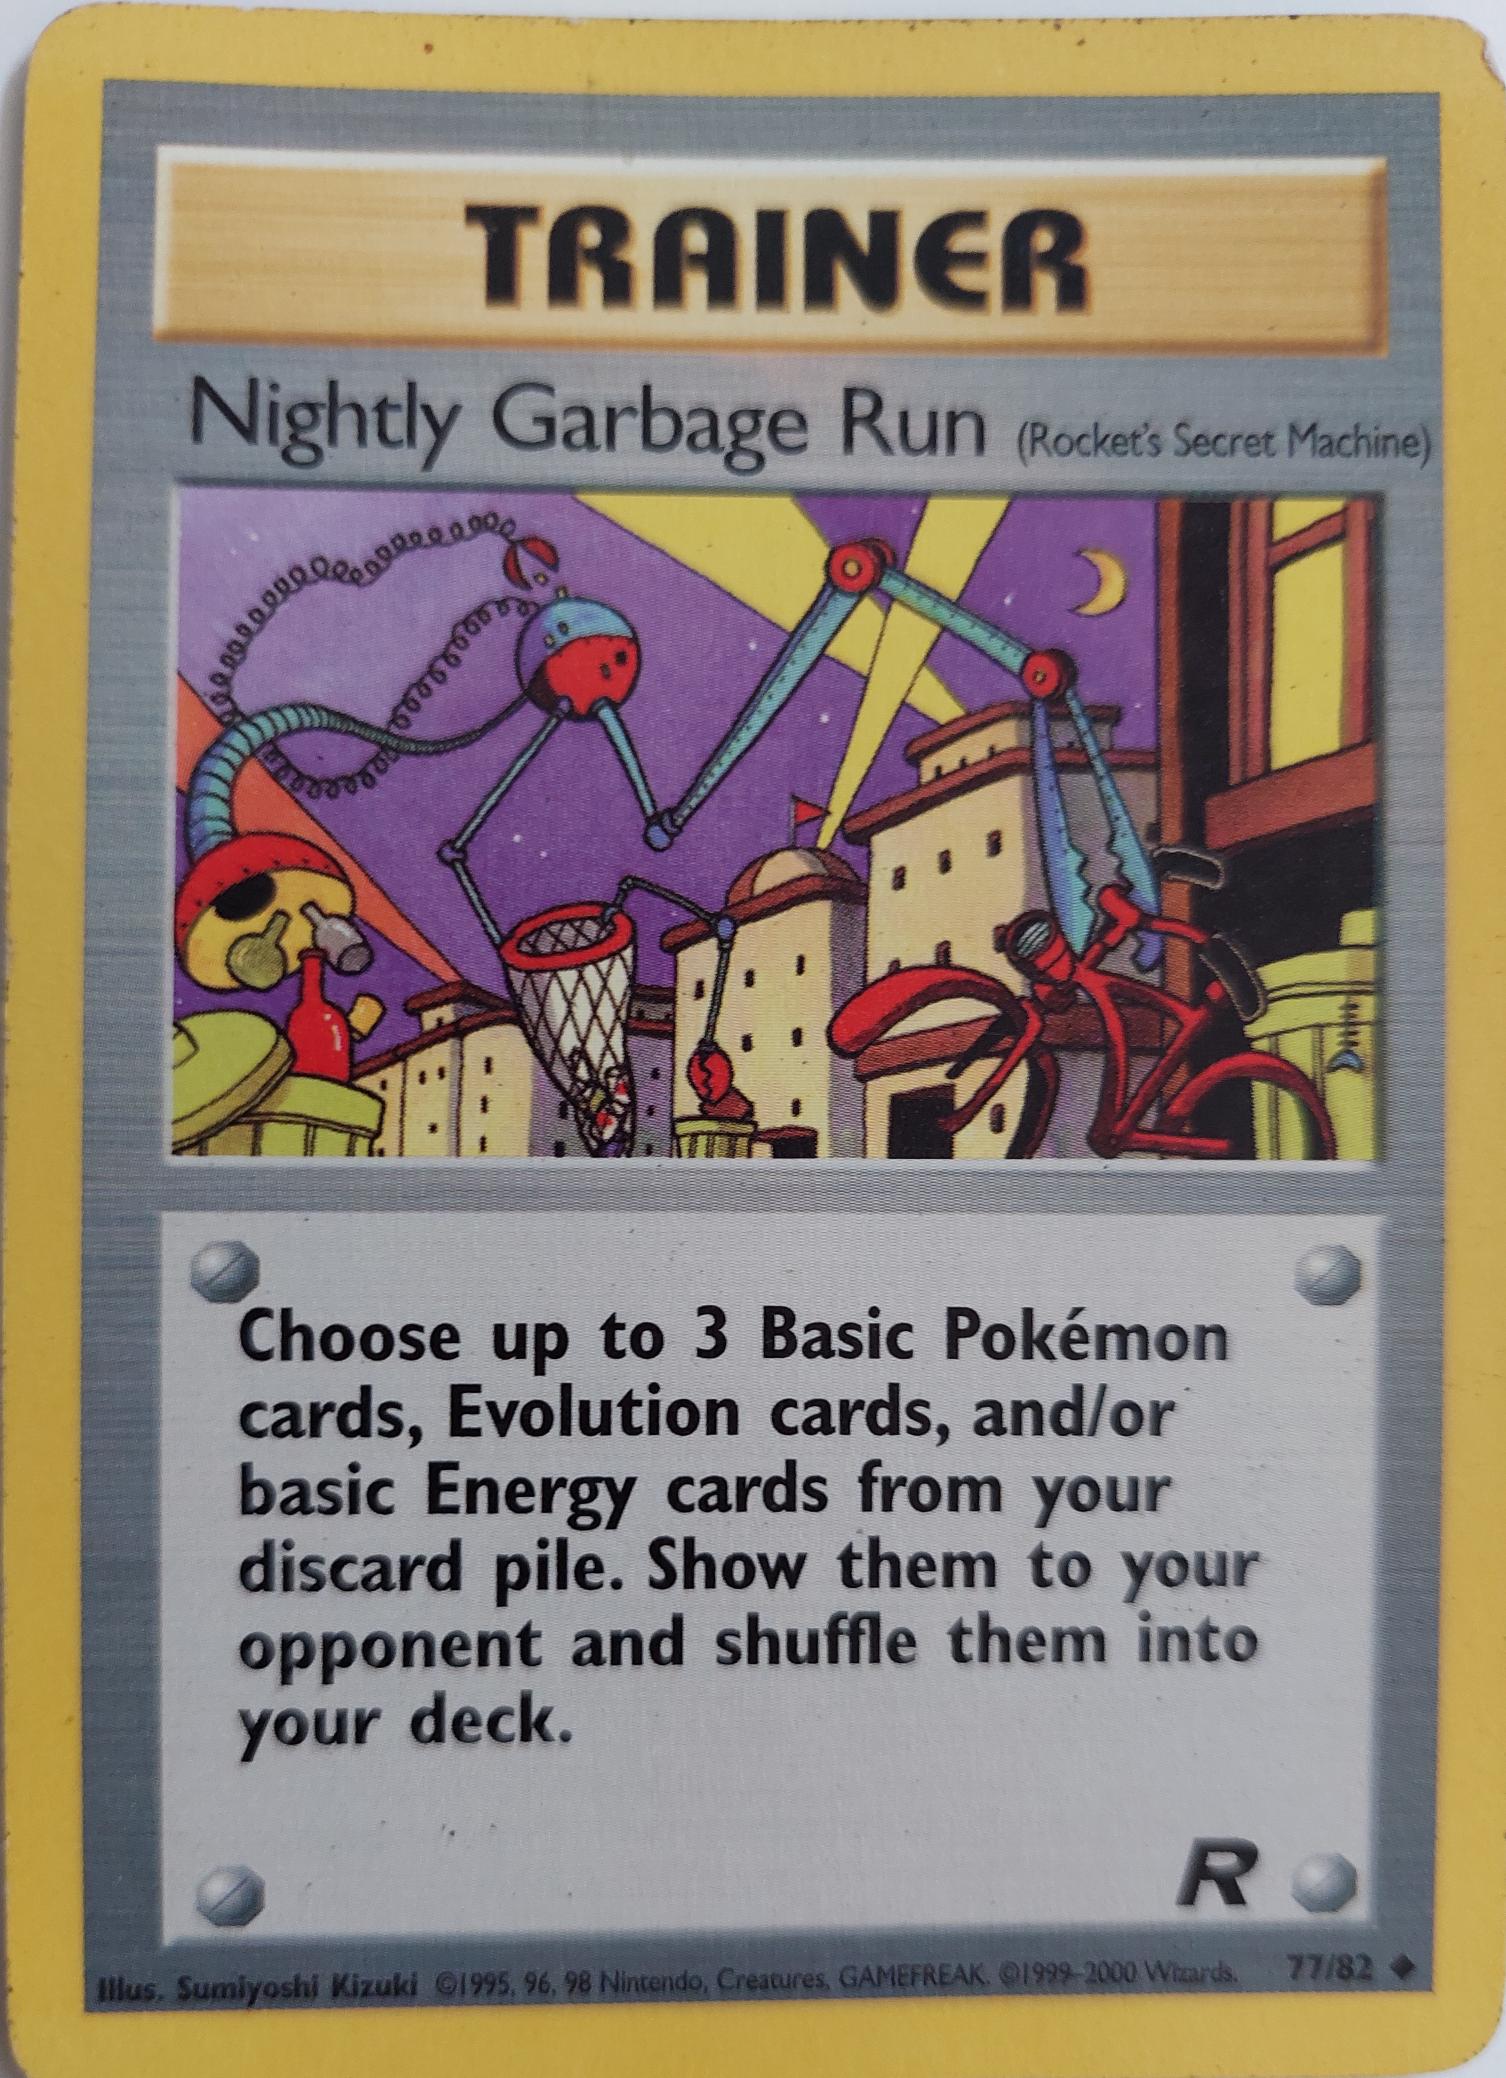 TRAINER
Nightly Garbage Run (Rocket's Secret Machine)
Choose up to 3 Basic Pokémon
cards, Evolution cards, and/or
basic Energy cards from your
discard pile. Show them to your
opponent and shuffle them into
your deck.
R
Illus. Sumiyoshi Kizuki ©1995, 96, 98 Nintendo, Creatures, GAMEFREAK. ©1999-2000 Wizards. 77/82 ◆